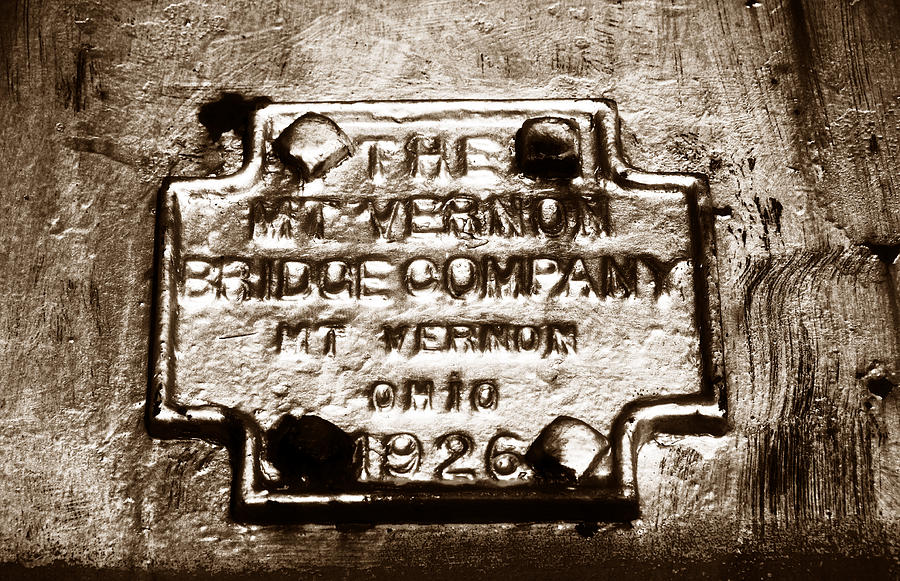 THE
MT VERNON
BRIDGE COMPANY
MT VERNON
OHIO
1926